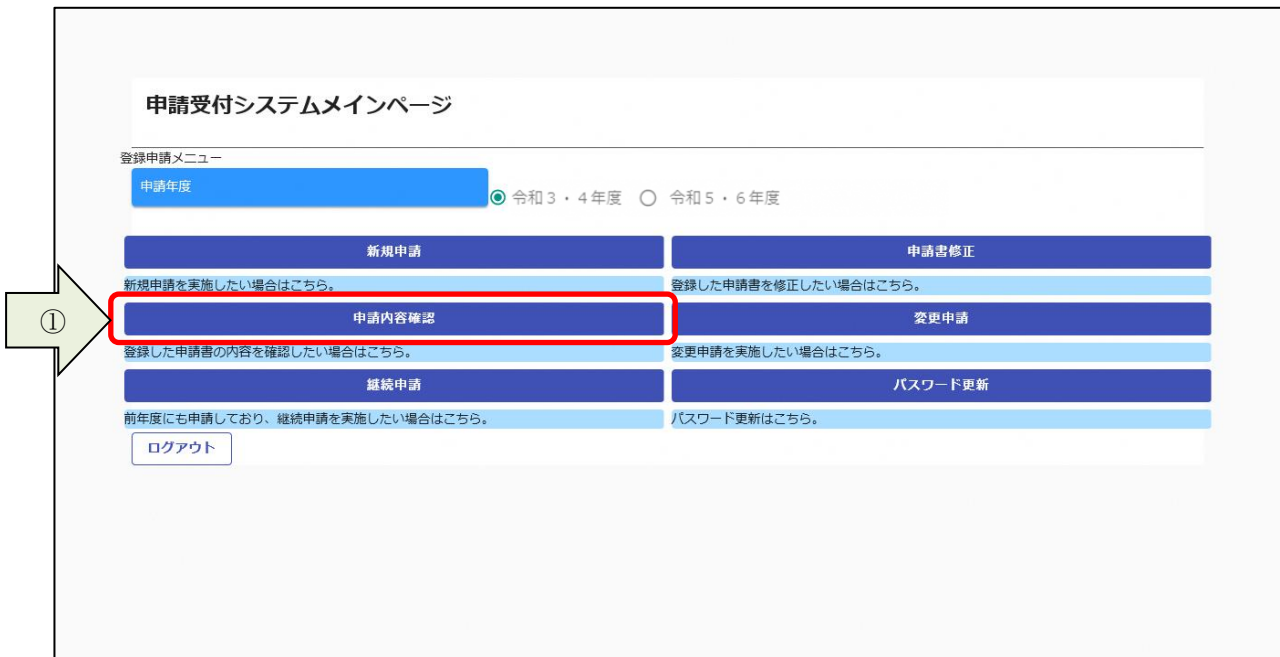 申請受付システムメインページ
登録申請メニュー
申請年度
令和3・4年度 令和5・6年度
新規申請 申請書修正
新規申請を実施したい場合はこちら。 登録した申請書を修正したい場合はこちら。
①
申請内容確認 変更申請
登録した申請書の内容を確認したい場合はこちら。 変更申請を実施したい場合はこちら。
継続申請 パスワード更新
前年度にも申請しており、継続申請を実施したい場合はこちら。 パスワード更新はこちら。
ログアウト